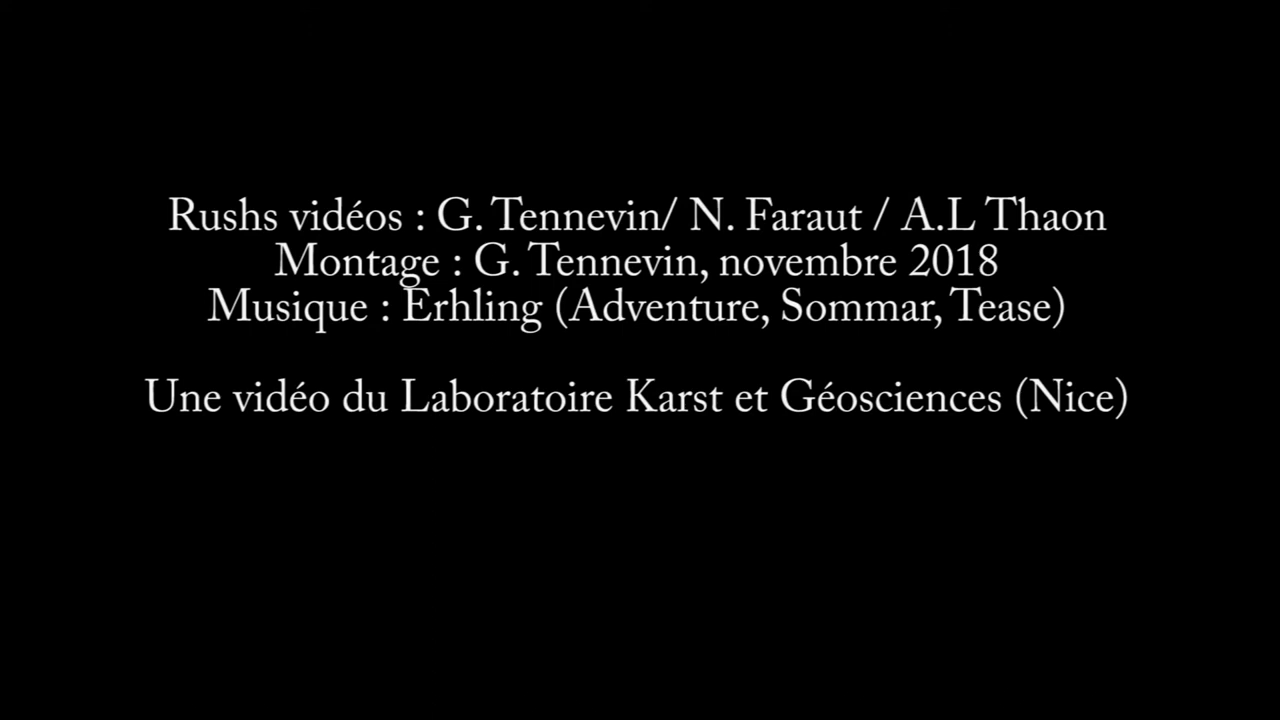 Rushs vidéos : G. Tennevin/ N. Faraut / A.L Thaon
Montage : G. Tennevin, novembre 2018
Musique : Erhling (Adventure, Sommar, Tease)
Une vidéo du Laboratoire Karst et Géosciences (Nice)